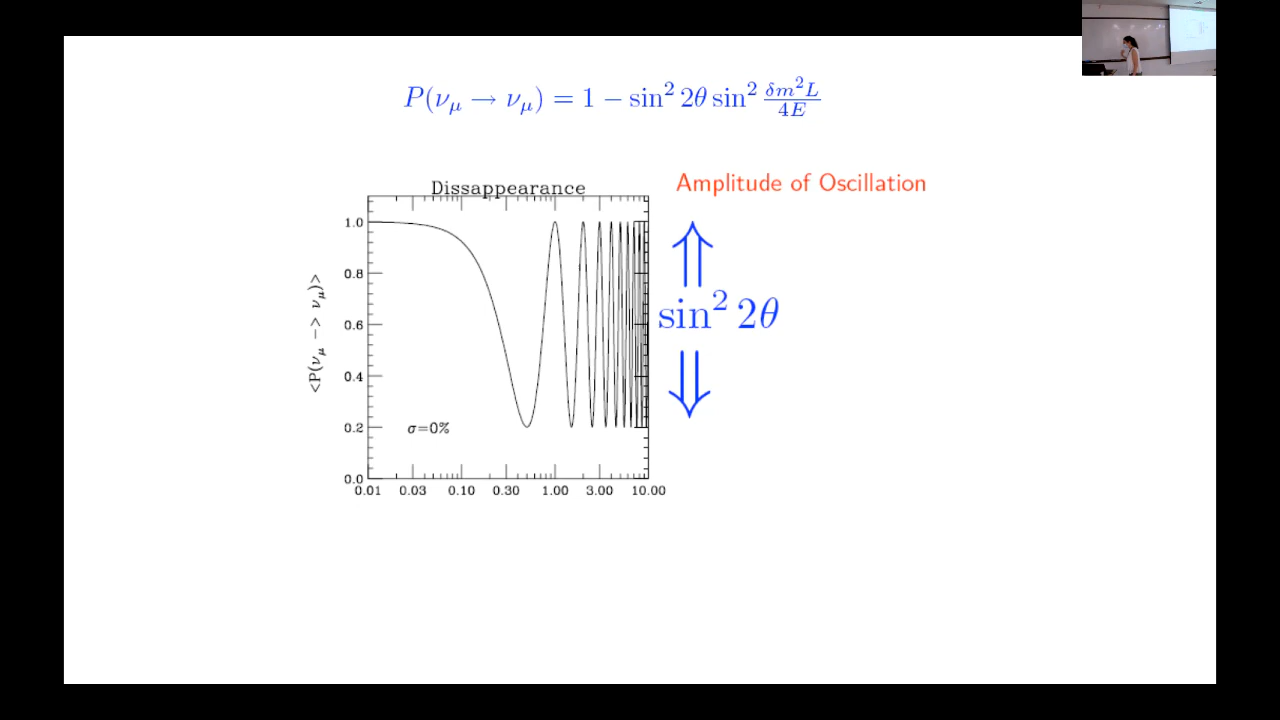 P(ν_μ → ν_μ) = 1 − sin² 2θ sin² δm²L/4E
Dissappearance
Amplitude of Oscillation
<P(ν_μ −> ν_μ)>
1.0
0.8
0.6
0.4
0.2
0.0
σ=0%
0.01 0.03 0.10 0.30 1.00 3.00 10.00
⇑
sin² 2θ
⇓